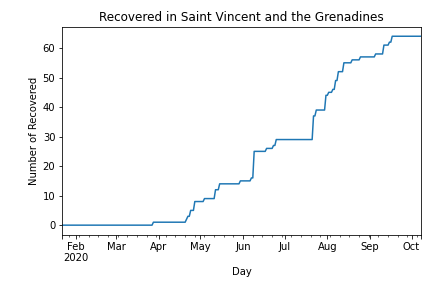 Recovered in Saint Vincent and the Grenadines
Number of Recovered
60
50
40
30
20
10
0
Feb Mar Apr May Jun Jul Aug Sep Oct
2020
Day